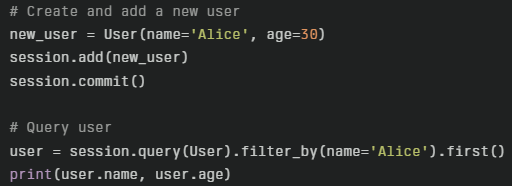 # Create and add a new user
new_user = User(name='Alice', age=30)
session.add(new_user)
session.commit()

# Query user
user = session.query(User).filter_by(name='Alice').first()
print(user.name, user.age)